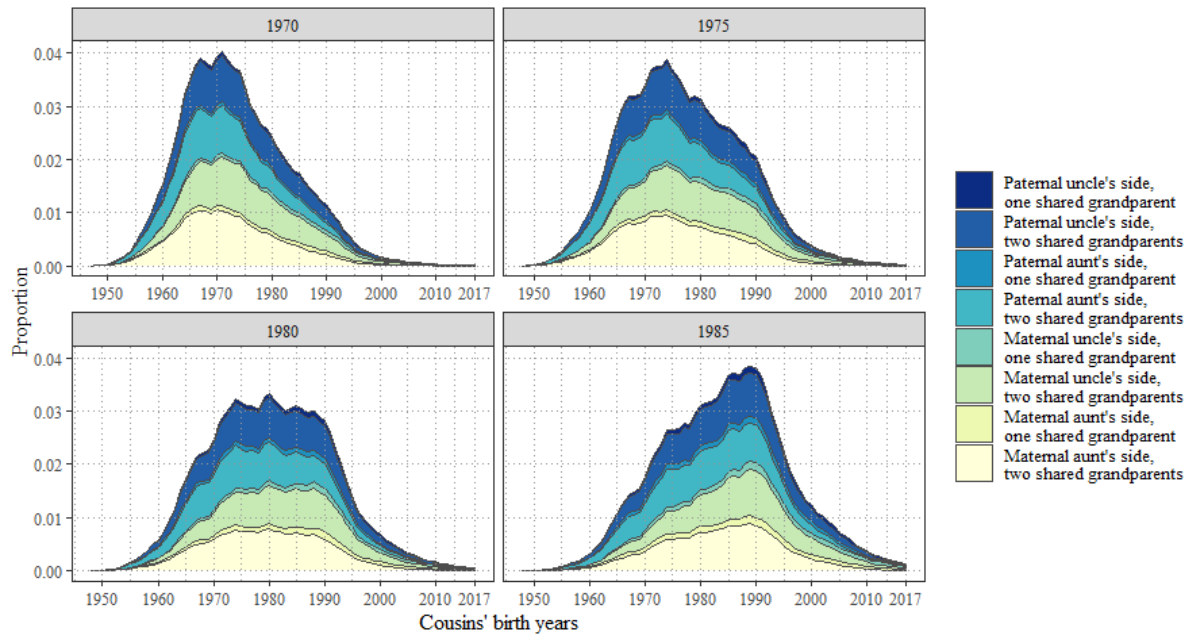 1970
1975
0.04
0.03
0.02
0.01
0.00
1950 1960 1970 1980 1990 2000 2010 2017
1950 1960 1970 1980 1990 2000 2010 2017
Proportion
1980
1985
0.04
0.03
0.02
0.01
0.00
1950 1960 1970 1980 1990 2000 2010 2017
1950 1960 1970 1980 1990 2000 2010 2017
Cousins' birth years
Paternal uncle's side,
one shared grandparent
Paternal uncle's side,
two shared grandparents
Paternal aunt's side,
one shared grandparent
Paternal aunt's side,
two shared grandparents
Maternal uncle's side,
one shared grandparent
Maternal uncle's side,
two shared grandparents
Maternal aunt's side,
one shared grandparent
Maternal aunt's side,
two shared grandparents